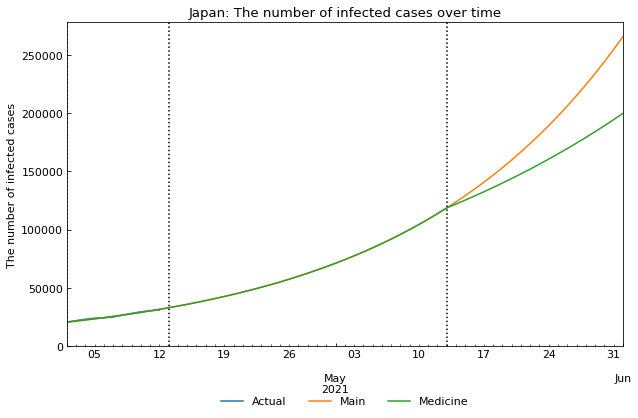 Japan: The number of infected cases over time
The number of infected cases
250000
200000
150000
100000
50000
0
05 12 19 26 03 10 17 24 31
May Jun
2021
Actual Main Medicine